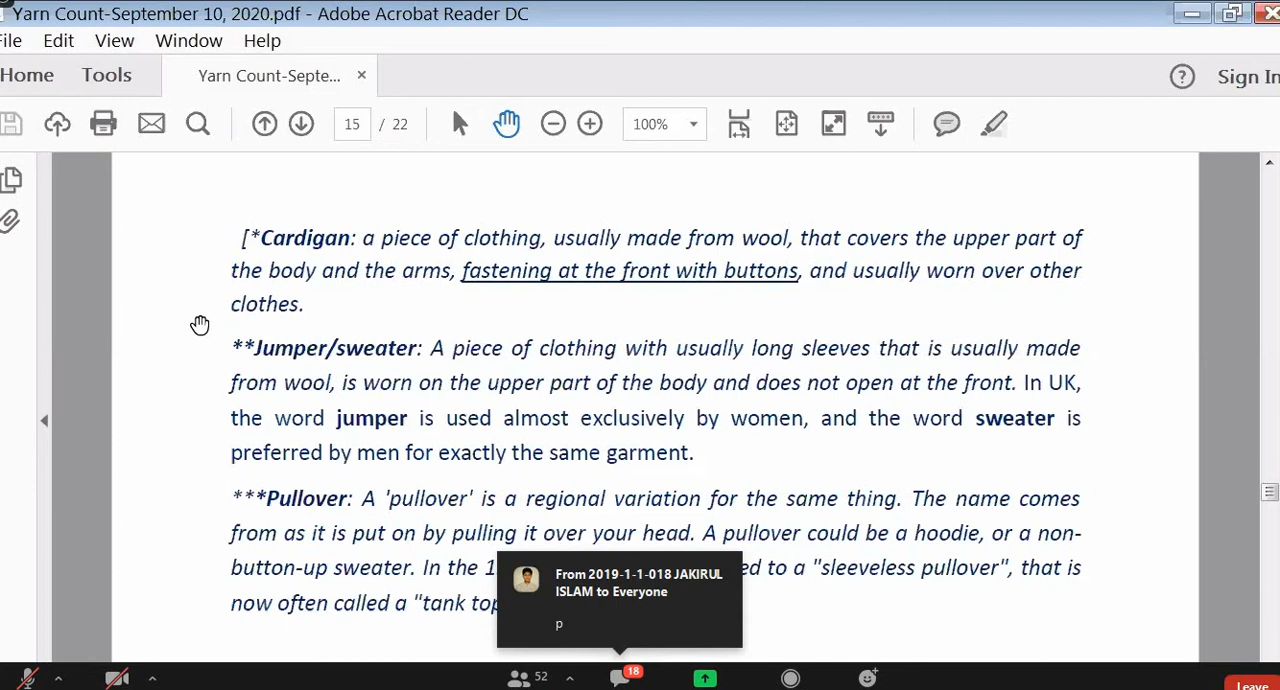 Yarn Count-September 10, 2020.pdf - Adobe Acrobat Reader DC
File Edit View Window Help
Home Tools Yarn Count-Septe... × ? Sign In
15 / 22 100%
[*Cardigan: a piece of clothing, usually made from wool, that covers the upper part of
the body and the arms, fastening at the front with buttons, and usually worn over other
clothes.
**Jumper/sweater: A piece of clothing with usually long sleeves that is usually made
from wool, is worn on the upper part of the body and does not open at the front. In UK,
the word jumper is used almost exclusively by women, and the word sweater is
preferred by men for exactly the same garment.
***Pullover: A 'pullover' is a regional variation for the same thing. The name comes
from as it is put on by pulling it over your head. A pullover could be a hoodie, or a non-
button-up sweater. In the 1 ed to a "sleeveless pullover", that is
now often called a "tank top
From 2019-1-1-018 JAKIRUL
ISLAM to Everyone
p
52 18
Leave